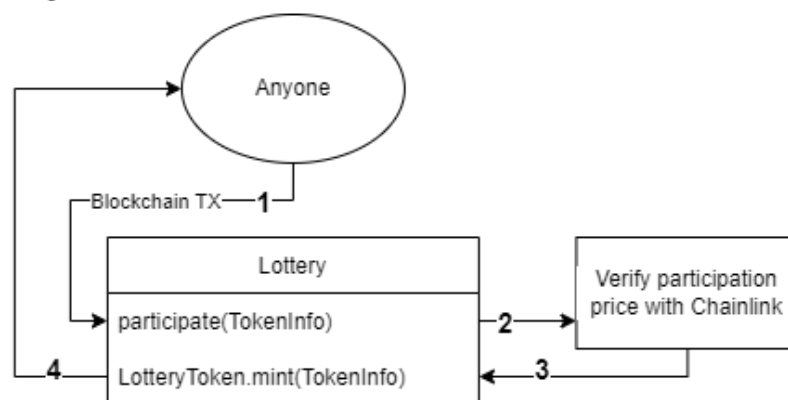 Anyone
Blockchain TX 1
Lottery
participate(TokenInfo)
2
Verify participation
price with Chainlink
3
4
LotteryToken.mint(TokenInfo)